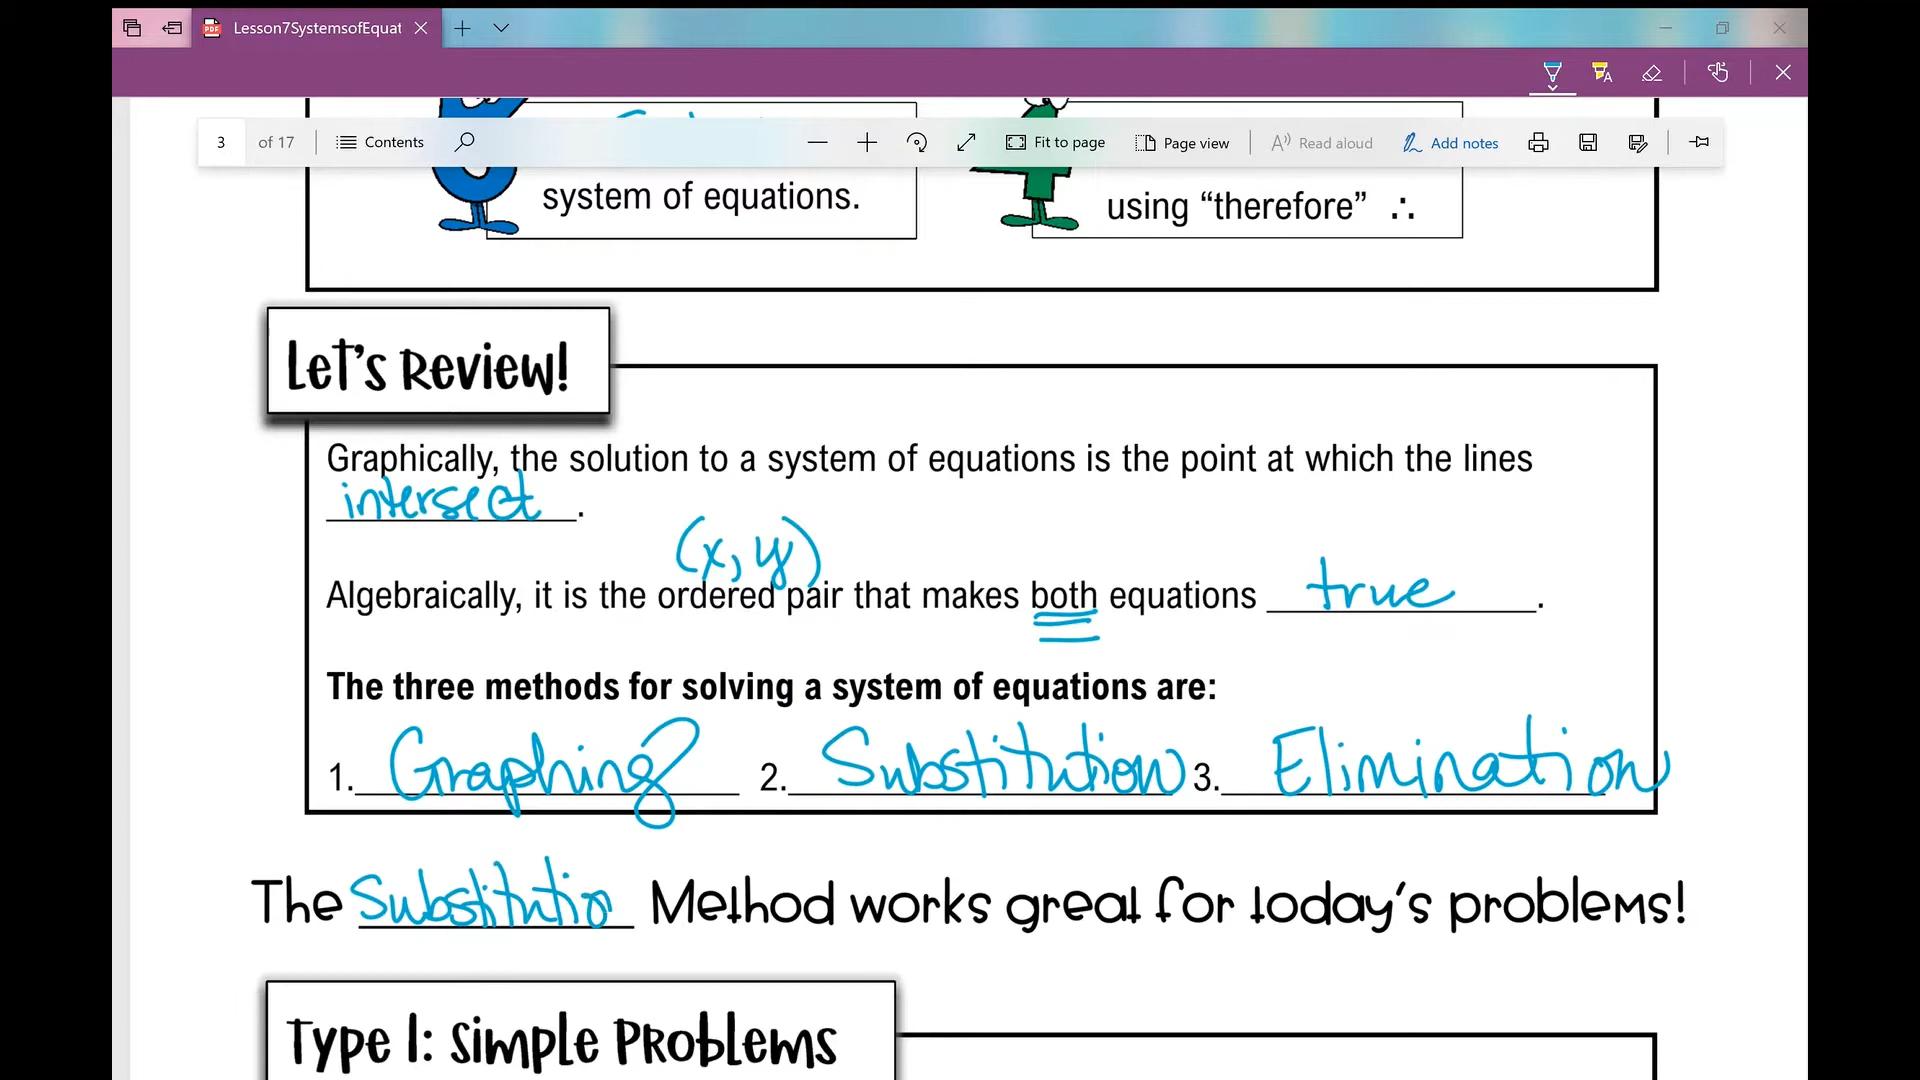 Lesson7SystemsofEquat
3 of 17 Contents Fit to page Page view Read aloud Add notes
system of equations.
using “therefore” ∴
Let's Review!
Graphically, the solution to a system of equations is the point at which the lines
intersect.
(x, y)
Algebraically, it is the ordered pair that makes both equations true.
The three methods for solving a system of equations are:
1. Graphing 2. Substitution 3. Elimination
The Substitutio Method works great for today's problems!
Type 1: Simple Problems